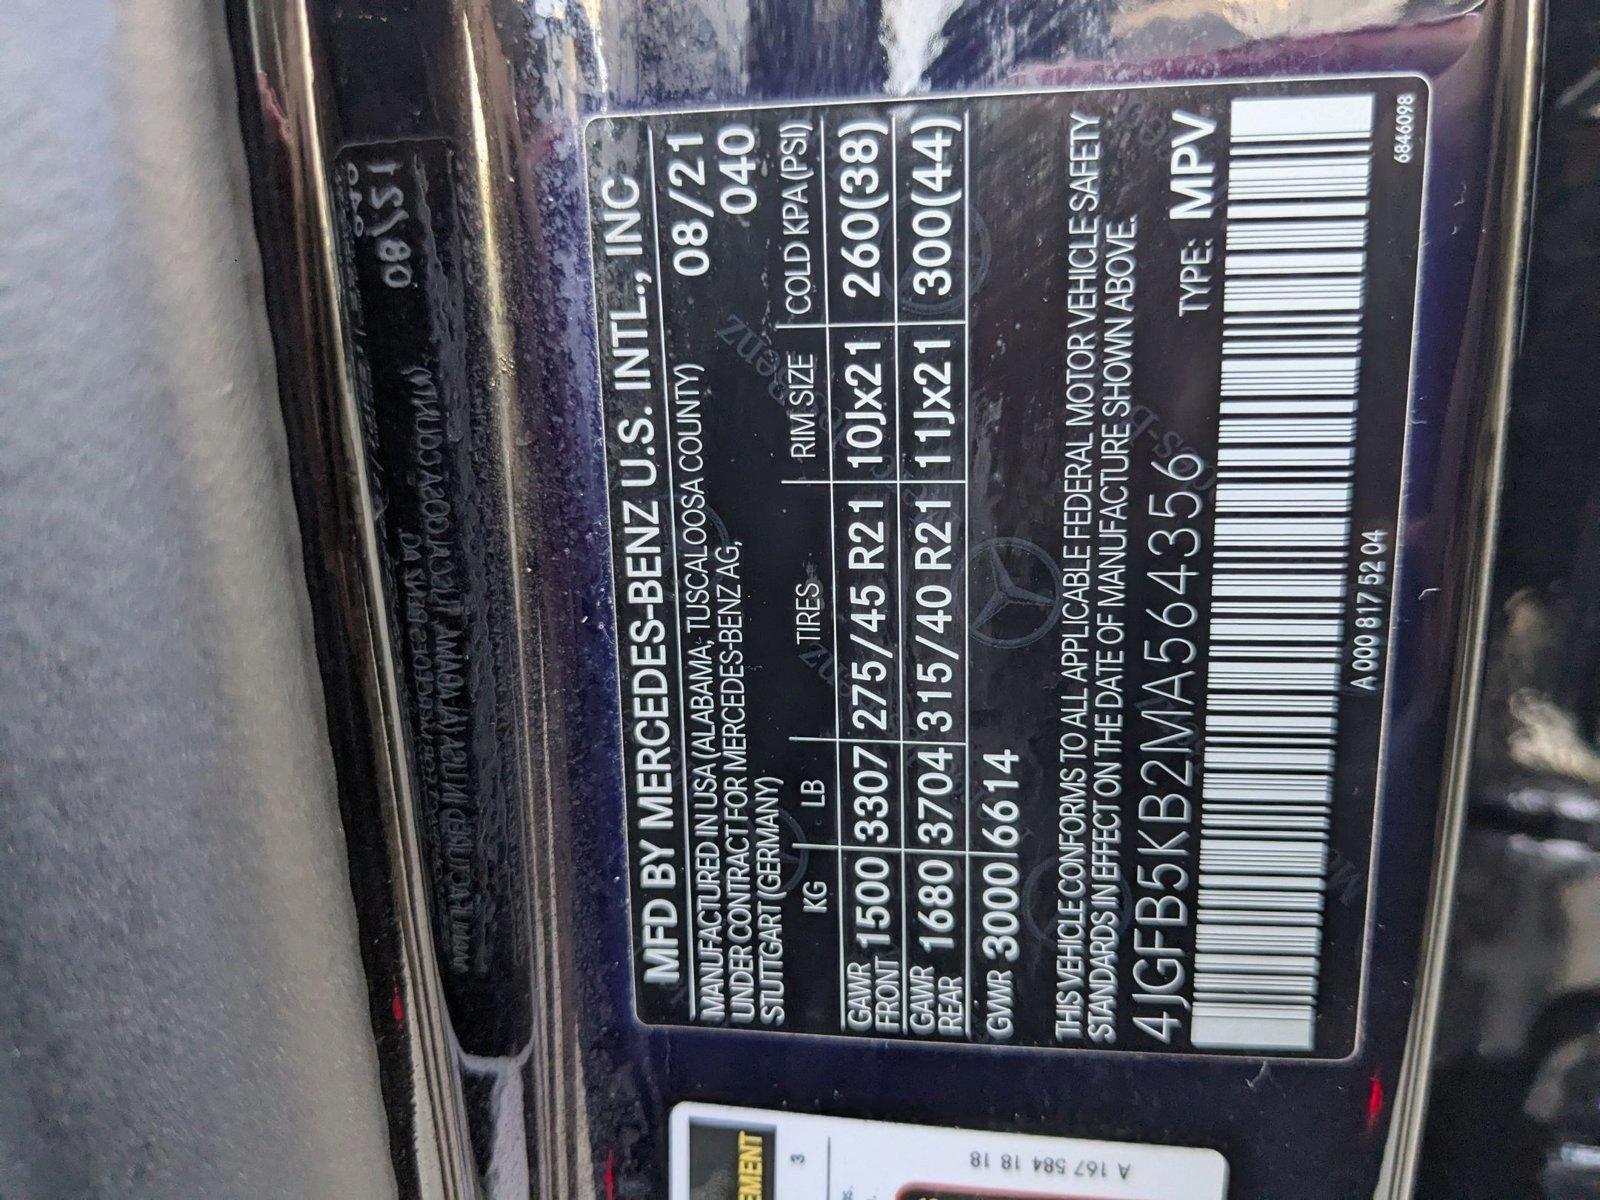 MFD BY MERCEDES-BENZ U.S. INTL., INC
MANUFACTURED IN USA (ALABAMA, TUSCALOOSA COUNTY) 08/21
UNDER CONTRACT FOR MERCEDES-BENZ AG, 040
STUTTGART (GERMANY)
KG LB TIRES RIM SIZE COLD KPA (PSI)
GAWR FRONT 1500 3307 275/45 R21 10Jx21 260(38)
GAWR REAR 1680 3704 315/40 R21 11Jx21 300(44)
GVWR 3000 6614
THIS VEHICLE CONFORMS TO ALL APPLICABLE FEDERAL MOTOR VEHICLE SAFETY
STANDARDS IN EFFECT ON THE DATE OF MANUFACTURE SHOWN ABOVE.
4JGFB5KB2MA564356 TYPE: MPV
A 000 817 52 04
6846098
EMENT
3
A 167 584 18 18